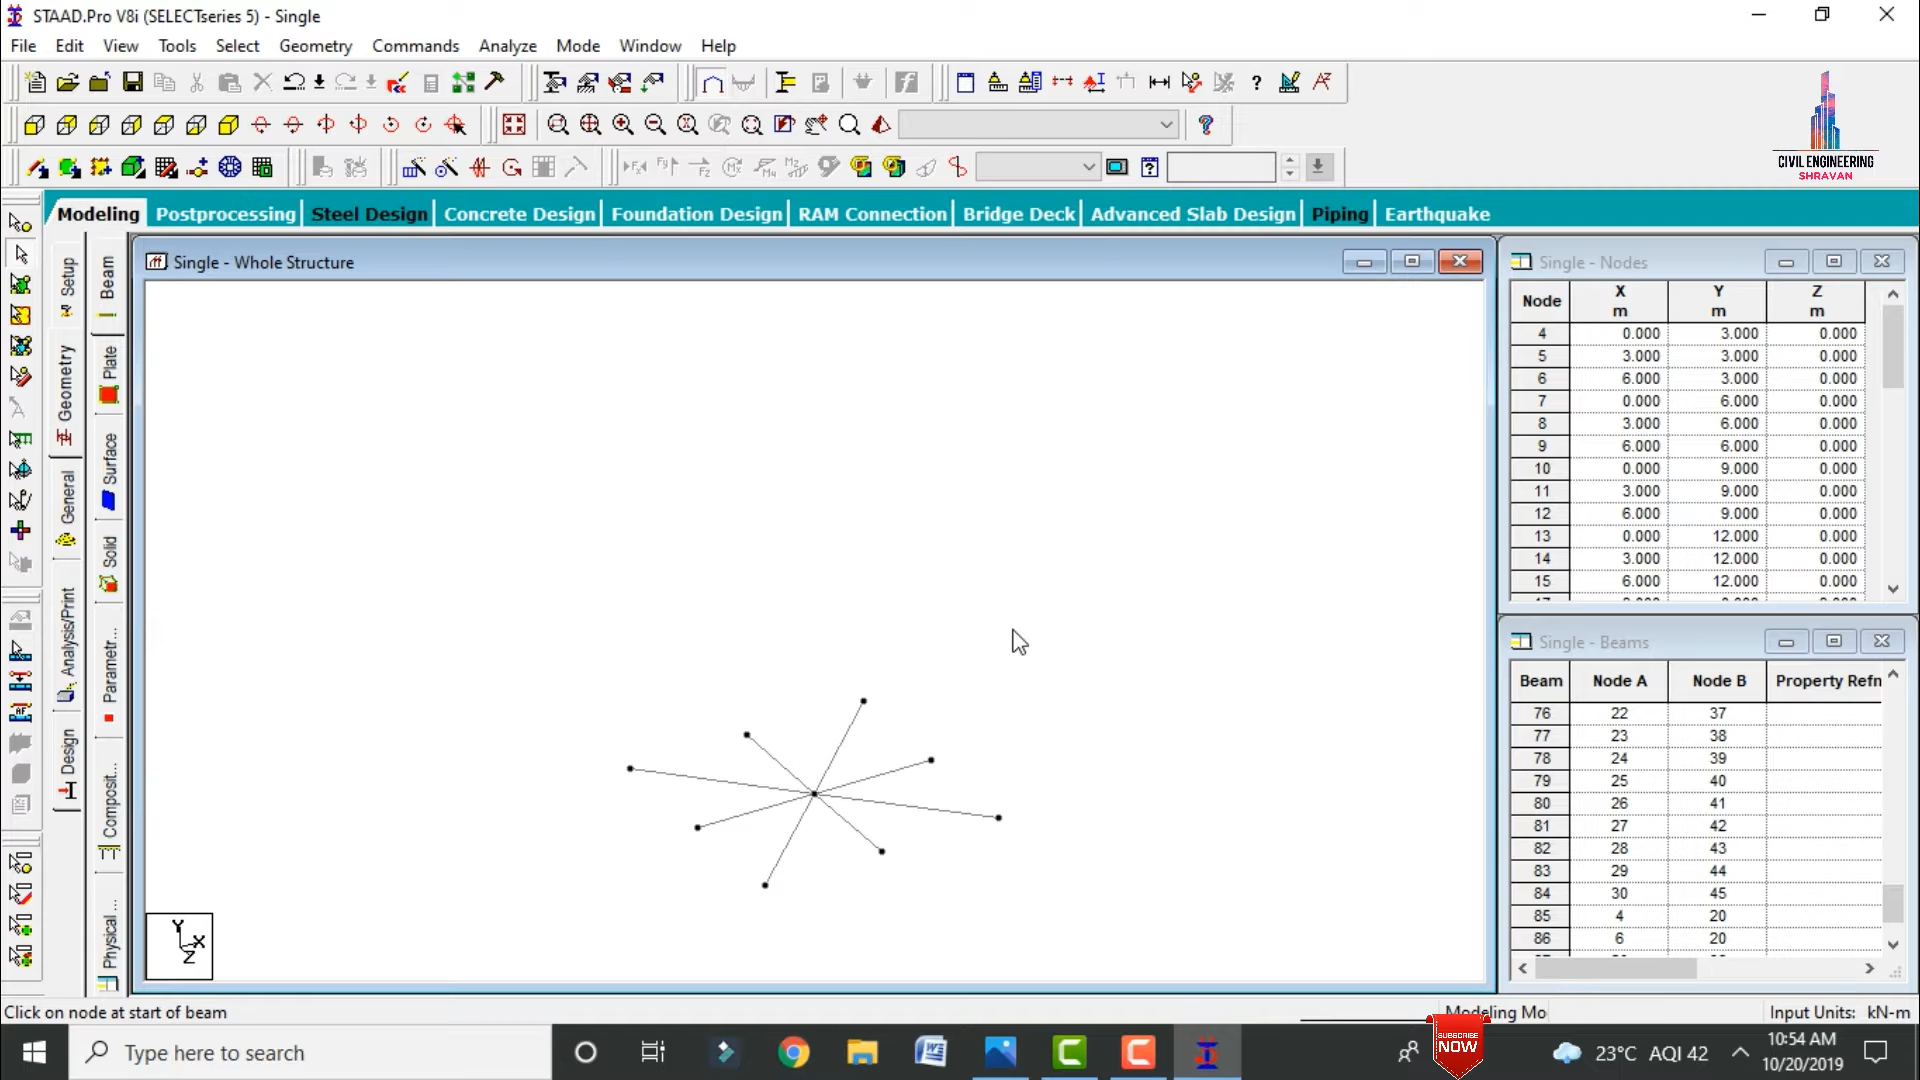 STAAD.Pro V8i (SELECTseries 5) - Single
File Edit View Tools Select Geometry Commands Analyze Mode Window Help
CIVIL ENGINEERING
SHRAVAN
Modeling Postprocessing Steel Design Concrete Design Foundation Design RAM Connection Bridge Deck Advanced Slab Design Piping Earthquake
Setup
Geometry
General
Analysis/Print
Design
Beam
Plate
Surface
Solid
Parametr...
Composit...
Physical ...
Single - Whole Structure
Y
X
Z
Single - Nodes
Node X Y Z
m m m
4 0.000 3.000 0.000
5 3.000 3.000 0.000
6 6.000 3.000 0.000
7 0.000 6.000 0.000
8 3.000 6.000 0.000
9 6.000 6.000 0.000
10 0.000 9.000 0.000
11 3.000 9.000 0.000
12 6.000 9.000 0.000
13 0.000 12.000 0.000
14 3.000 12.000 0.000
15 6.000 12.000 0.000
Single - Beams
Beam Node A Node B Property Refn
76 22 37
77 23 38
78 24 39
79 25 40
80 26 41
81 27 42
82 28 43
83 29 44
84 30 45
85 4 20
86 6 20
Click on node at start of beam
Modeling Mo
Input Units: kN-m
Type here to search
SUBSCRIBE
NOW
23°C AQI 42
10:54 AM
10/20/2019